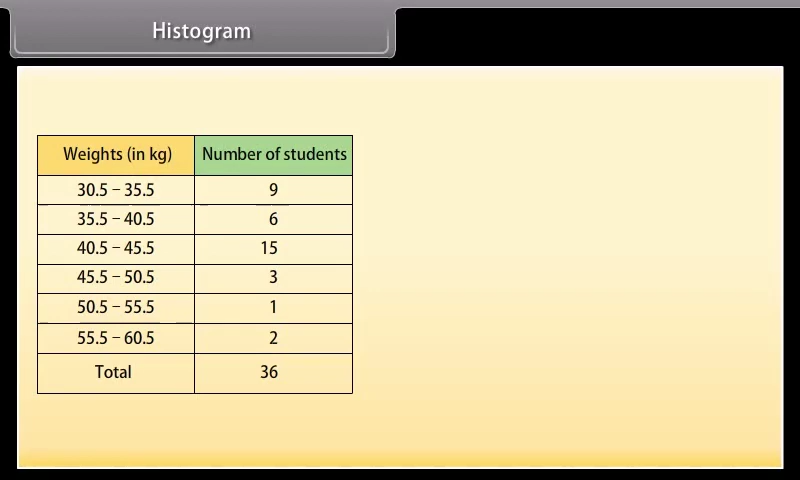 Histogram
Weights (in kg) Number of students
30.5 – 35.5 9
35.5 – 40.5 6
40.5 – 45.5 15
45.5 – 50.5 3
50.5 – 55.5 1
55.5 – 60.5 2
Total 36